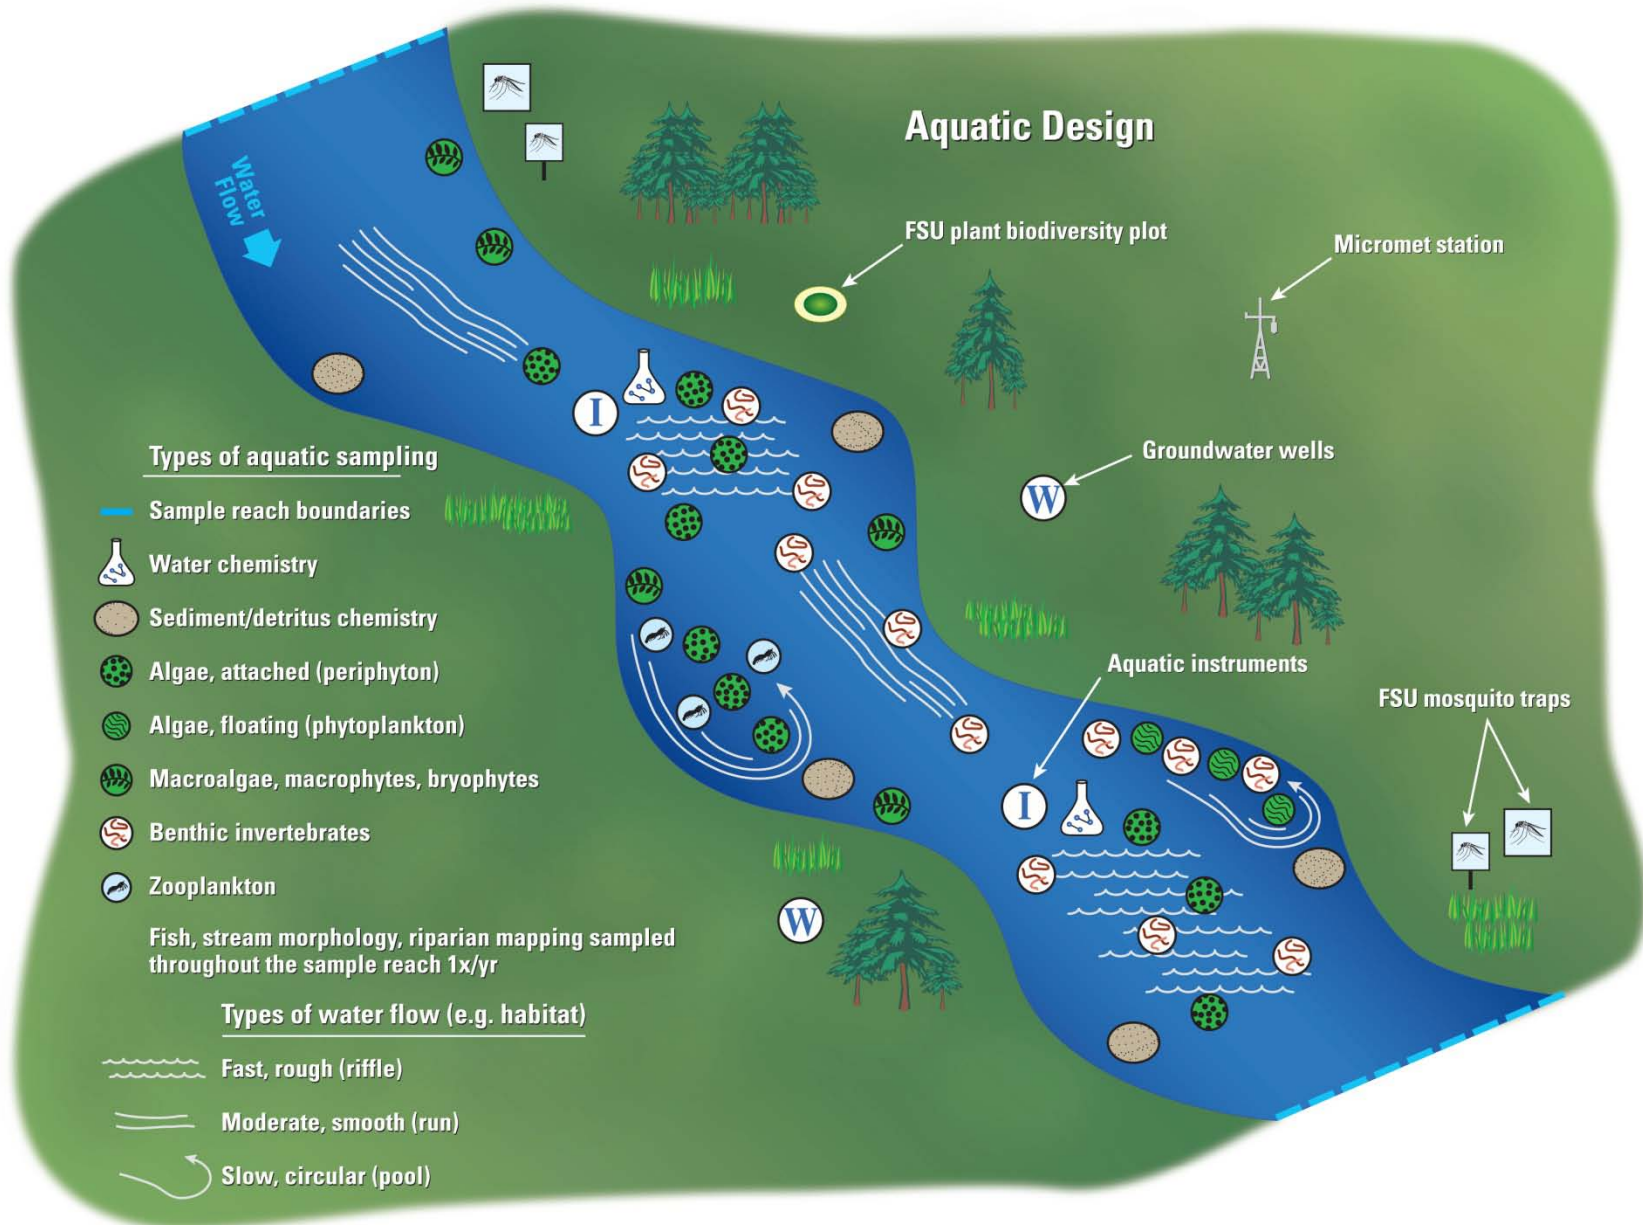 Aquatic Design
Water
Flow
FSU plant biodiversity plot
Micromet station
I
Groundwater wells
W
Types of aquatic sampling
Sample reach boundaries
Water chemistry
Sediment/detritus chemistry
Algae, attached (periphyton)
Algae, floating (phytoplankton)
Macroalgae, macrophytes, bryophytes
Benthic invertebrates
Zooplankton
Fish, stream morphology, riparian mapping sampled
throughout the sample reach 1x/yr
Types of water flow (e.g. habitat)
Fast, rough (riffle)
Moderate, smooth (run)
Slow, circular (pool)
Aquatic instruments
I
FSU mosquito traps
W